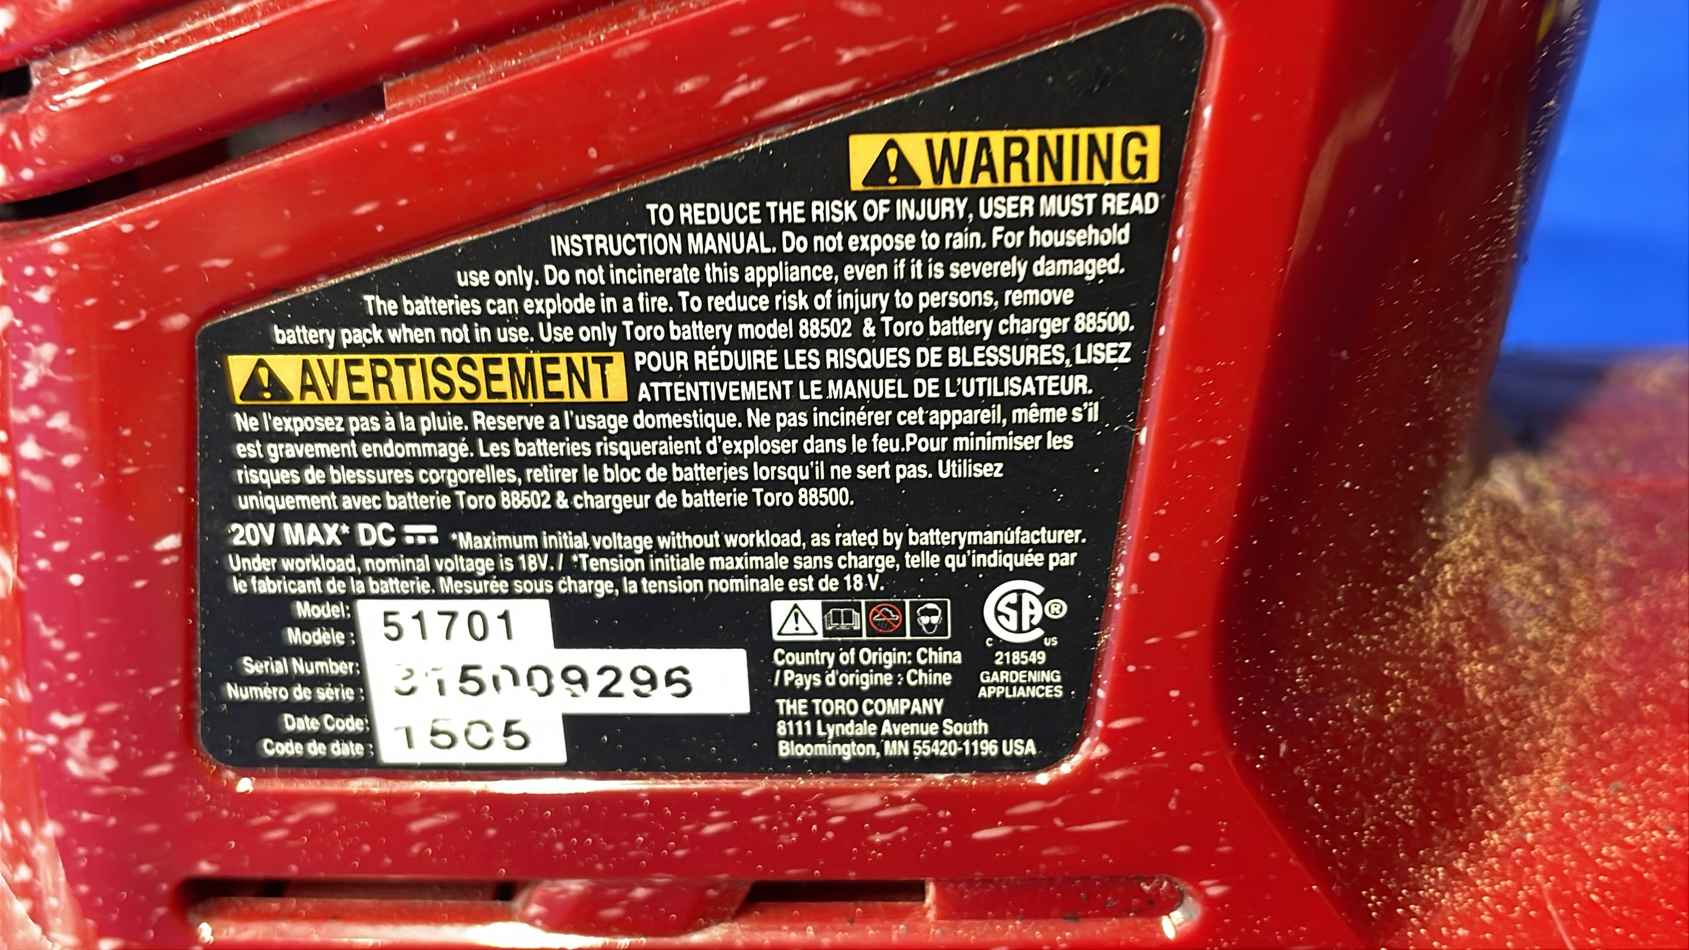 WARNING
TO REDUCE THE RISK OF INJURY, USER MUST READ
INSTRUCTION MANUAL. Do not expose to rain. For household
use only. Do not incinerate this appliance, even if it is severely damaged.
The batteries can explode in a fire. To reduce risk of injury to persons, remove
battery pack when not in use. Use only Toro battery model 88502 & Toro battery charger 88500.
AVERTISSEMENT POUR RÉDUIRE LES RISQUES DE BLESSURES, LISEZ
ATTENTIVEMENT LE MANUEL DE L'UTILISATEUR.
Ne l'exposez pas à la pluie. Reserve a l'usage domestique. Ne pas incinérer cet appareil, même s'il
est gravement endommagé. Les batteries risqueraient d'exploser dans le feu.Pour minimiser les
risques de blessures corporelles, retirer le bloc de batteries lorsqu'il ne sert pas. Utilisez
uniquement avec batterie Toro 88502 & chargeur de batterie Toro 88500.
20V MAX* DC *Maximum initial voltage without workload, as rated by batterymanufacturer.
Under workload, nominal voltage is 18V. / *Tension initiale maximale sans charge, telle qu'indiquée par
le fabricant de la batterie. Mesurée sous charge, la tension nominale est de 18 V.
Model: 51701
Modèle :
Serial Number: 315009296
Numéro de série :
Date Code: 1505
Code de date :
CSA®
C US
218549
GARDENING
APPLIANCES
Country of Origin: China
/ Pays d'origine : Chine
THE TORO COMPANY
8111 Lyndale Avenue South
Bloomington, MN 55420-1196 USA